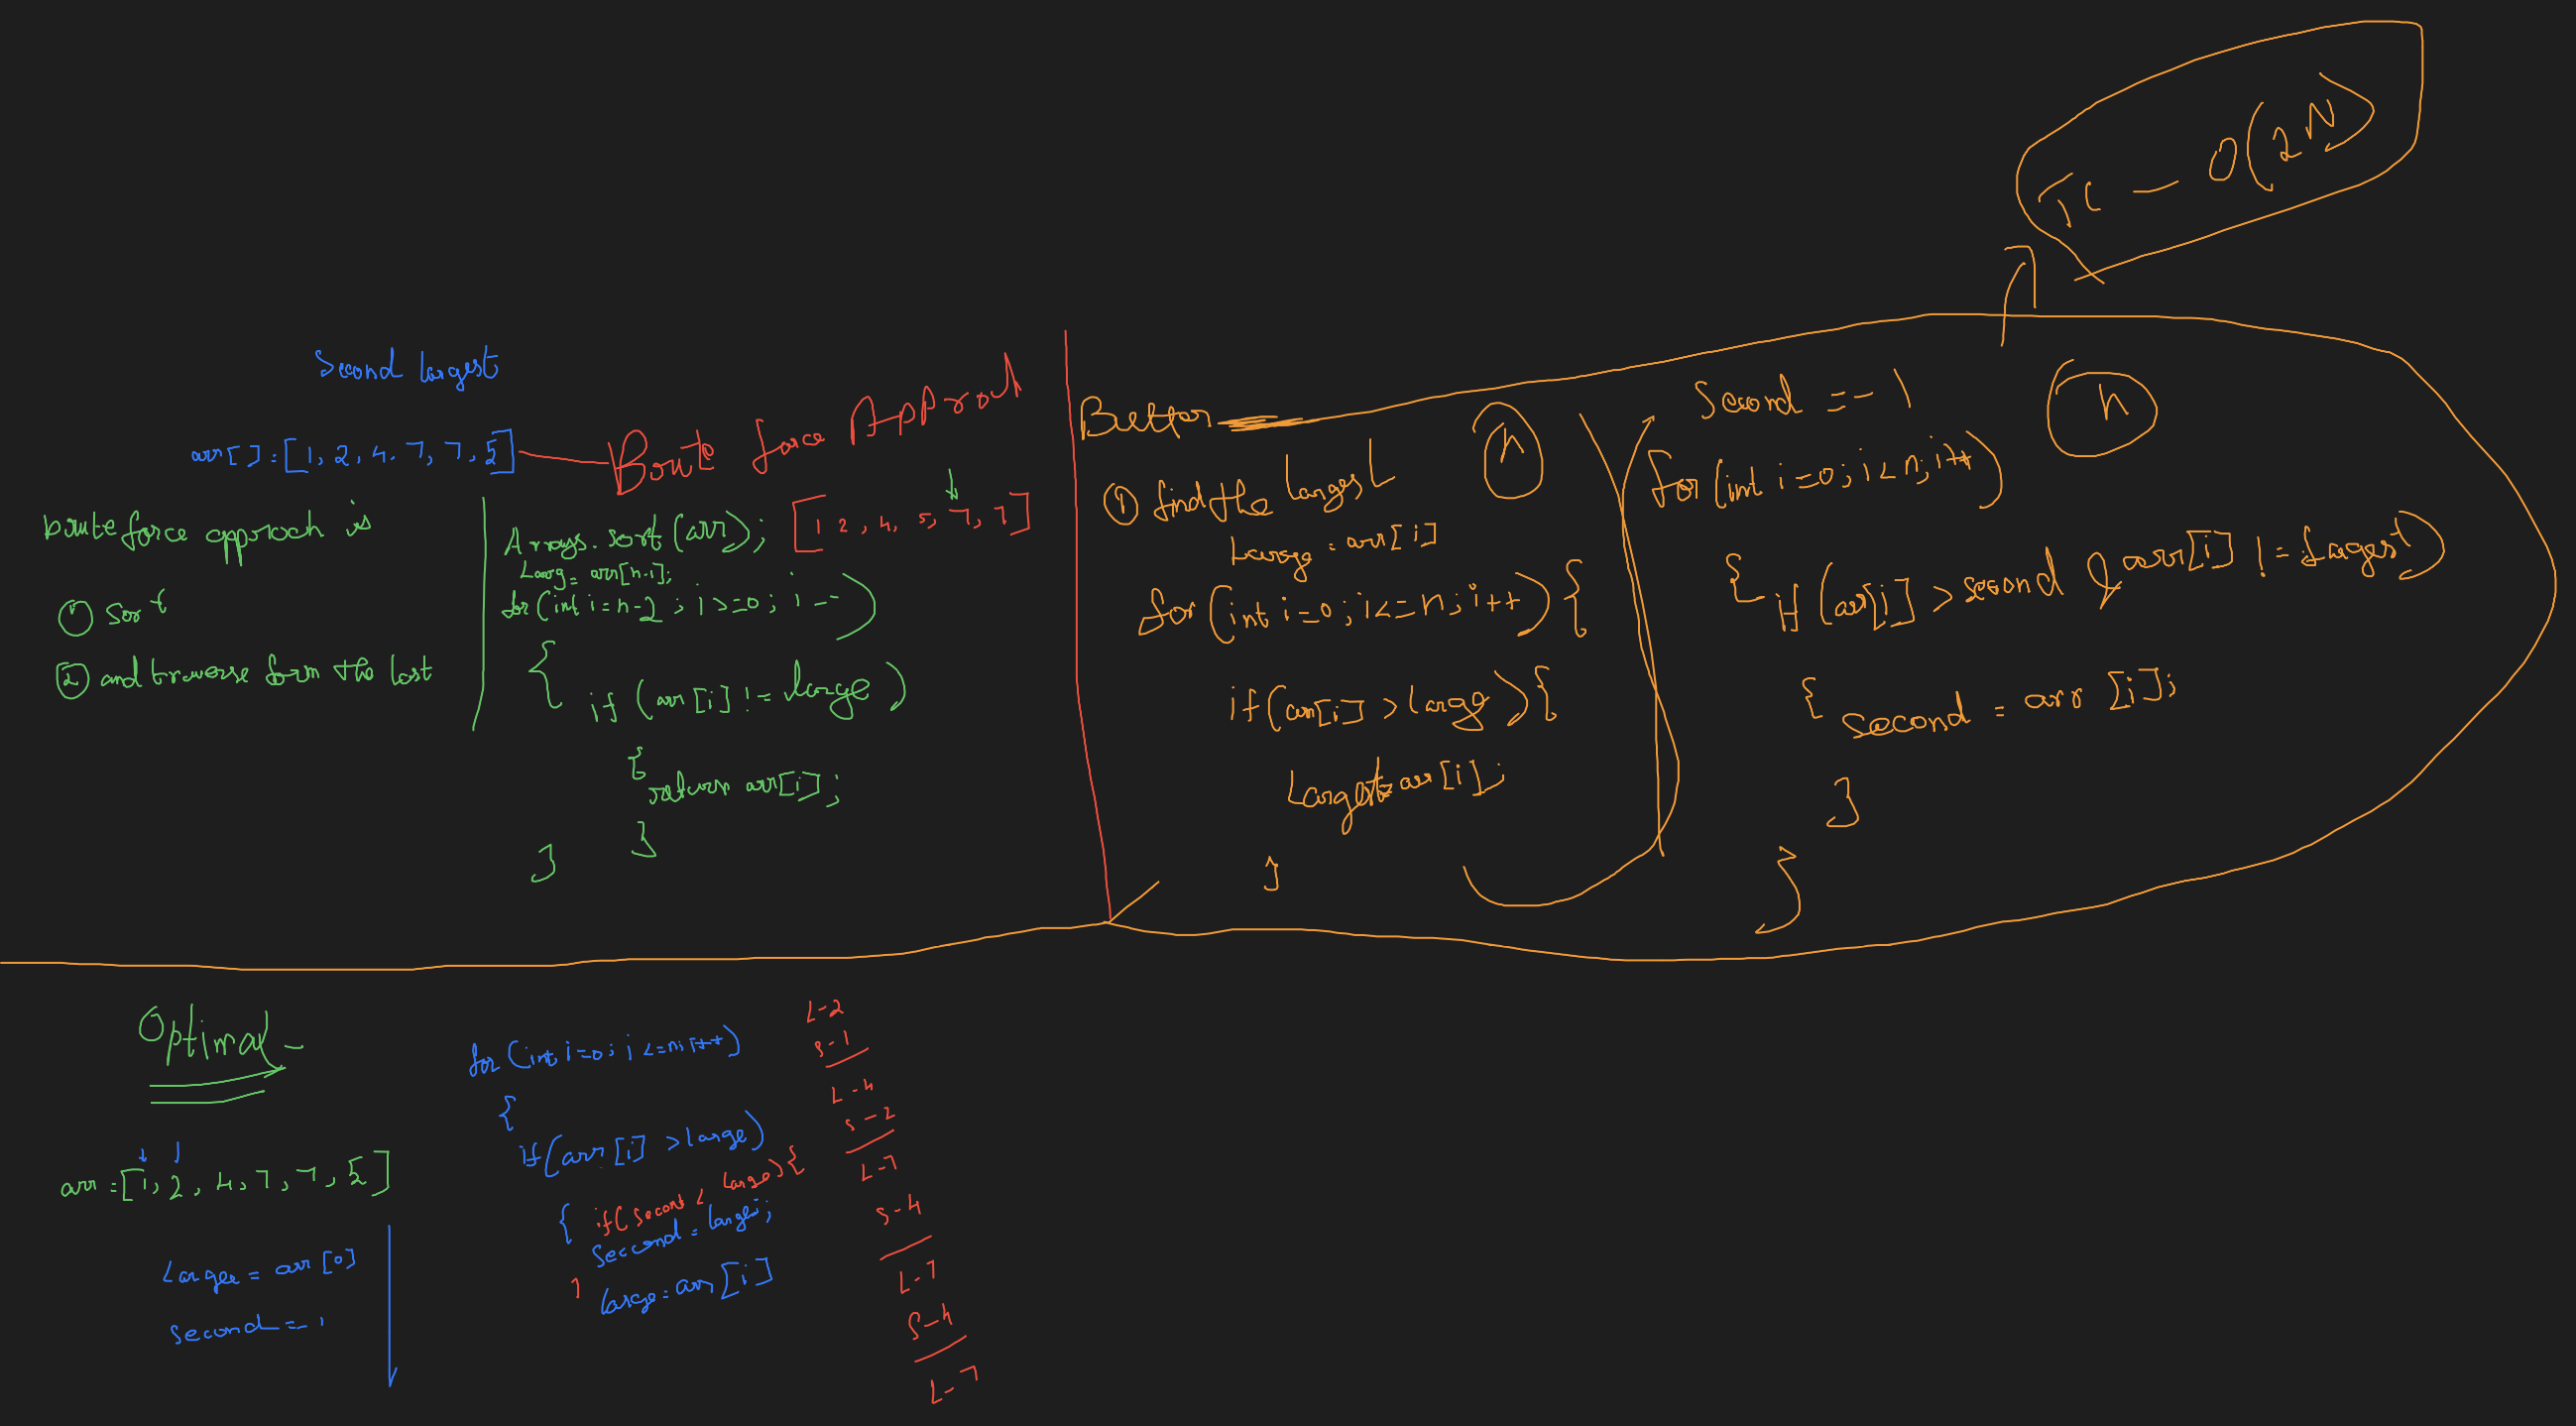 Second largest
arr[]:[1, 2, 4, 7, 7, 5]
Brute force Approch
brute force approch is
① Sort
② and traverse form the last
Arrays.sort(arr);
[1 2, 4, 5, 7, 7]
Larg = arr[n-1];
for(int i=n-2; i>=0; i--)
{
if (arr[i] != large)
{
return arr[i];
}
}
Better
① find the largest
n
Large = arr[i]
for(int i=0; i<=n; i++){
if(arr[i] > large){
Largest=arr[i];
}
Second = -1
n
for(int i=0; i<n; i++)
{ if (arr[i] > second & arr[i] != largest)
{ second = arr[i];
}
}
TC - O(2N)
Optimal -
arr=[1, 2, 4, 7, 7, 5]
Large = arr[0]
second = -1
for (int i=0; i<=n; i++)
{
if(arr[i] > large)
{ if(second < large){
second = large;
} large = arr[i]
L-2
S-1
L-4
S-2
L-7
S-4
L-7
S-4
L-7